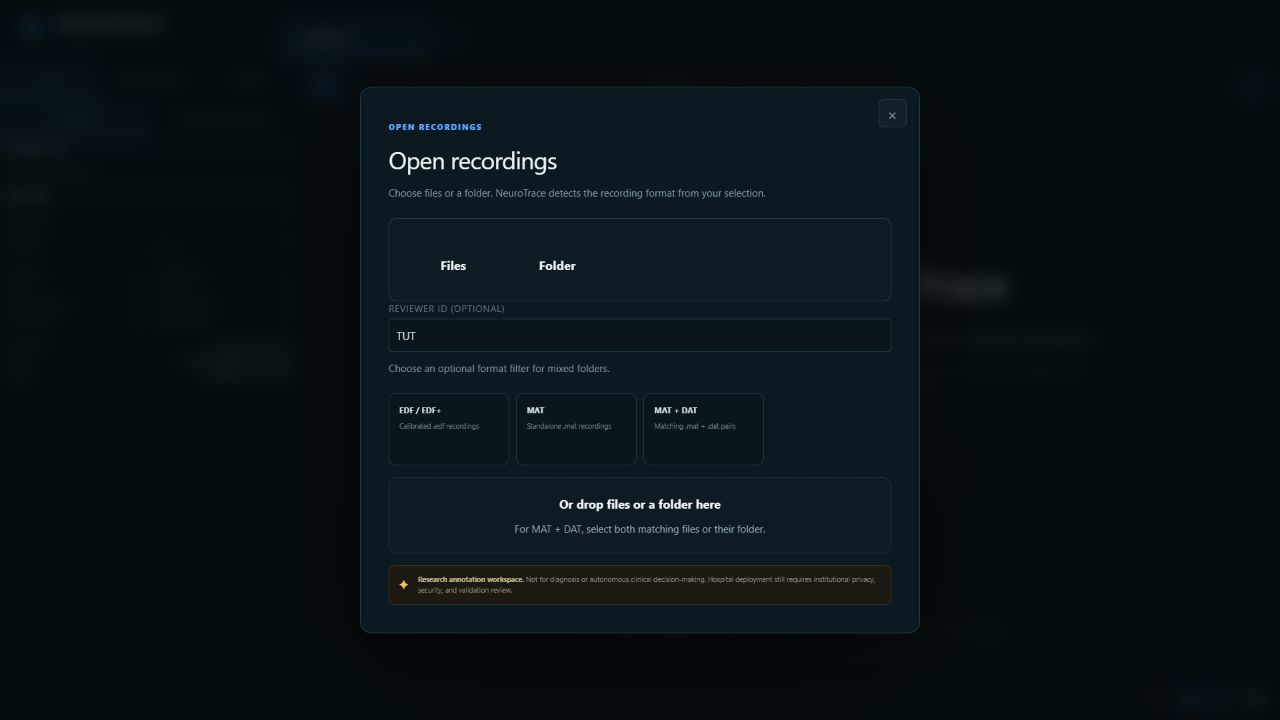 OPEN RECORDINGS
×
Open recordings
Choose files or a folder. NeuroTrace detects the recording format from your selection.
Files Folder
REVIEWER ID (OPTIONAL)
TUT
Choose an optional format filter for mixed folders.
EDF / EDF+ MAT MAT + DAT
Calibrated .edf recordings Standalone .mat recordings Matching .mat + .dat pairs
Or drop files or a folder here
For MAT + DAT, select both matching files or their folder.
Research annotation workspace. Not for diagnosis or autonomous clinical decision-making. Hospital deployment still requires institutional privacy,
security, and validation review.